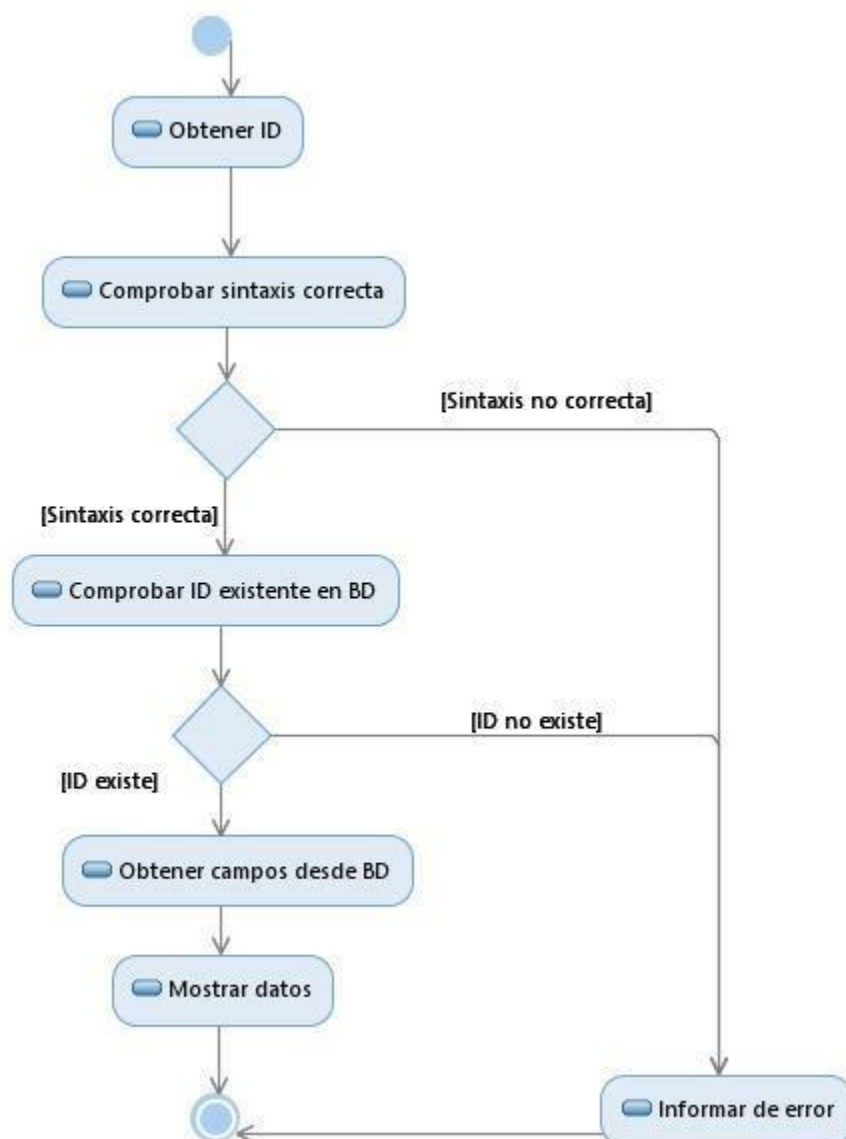 Obtener ID
Comprobar sintaxis correcta
[Sintaxis no correcta]
[Sintaxis correcta]
Comprobar ID existente en BD
[ID no existe]
[ID existe]
Obtener campos desde BD
Mostrar datos
Informar de error